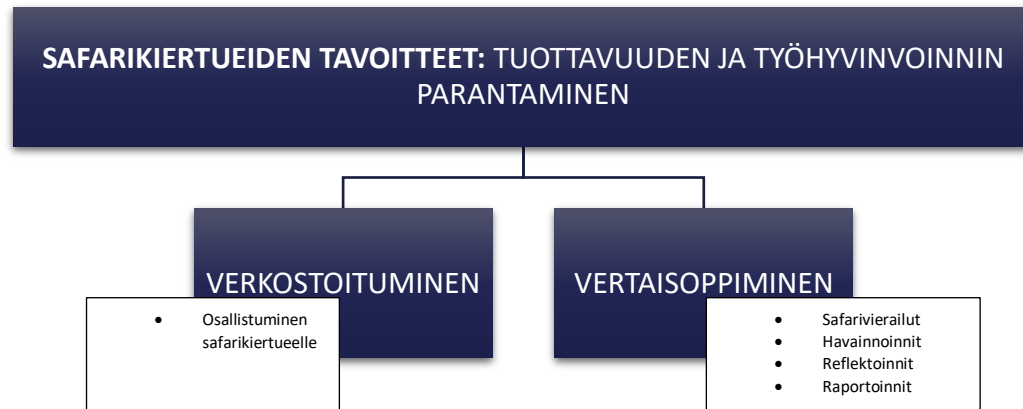 SAFARIKIERTUEIDEN TAVOITTEET: TUOTTAVUUDEN JA TYÖHYVINVOINNIN
PARANTAMINEN
VERKOSTOITUMINEN
• Osallistuminen
safarikiertueelle
VERTAISOPPIMINEN
• Safarivierailut
• Havainnoinnit
• Reflektoinnit
• Raportoinnit